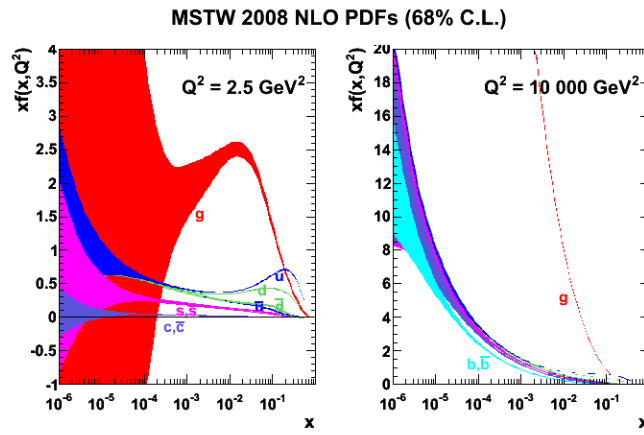 MSTW 2008 NLO PDFs (68% C.L.)
xf(x,Q²)
4
3.5
3
2.5
2
1.5
1
0.5
0
-0.5
-1
Q² = 2.5 GeV²
g
u
d
u̅
d̅
s,s̅
c,c̅
10⁻⁶ 10⁻⁵ 10⁻⁴ 10⁻³ 10⁻² 10⁻¹ 1
x
xf(x,Q²)
20
18
16
14
12
10
8
6
4
2
0
Q² = 10 000 GeV²
g
b,b̅
10⁻⁶ 10⁻⁵ 10⁻⁴ 10⁻³ 10⁻² 10⁻¹ 1
x